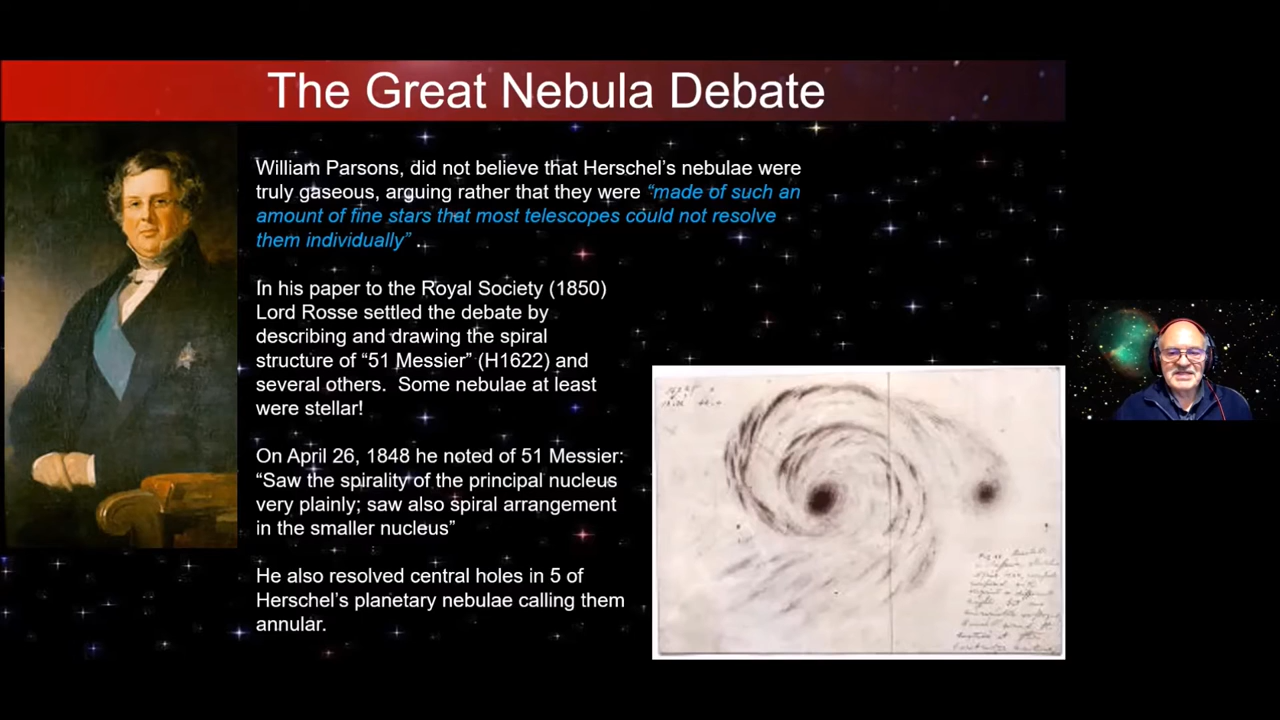 The Great Nebula Debate
William Parsons, did not believe that Herschel's nebulae were
truly gaseous, arguing rather that they were “made of such an
amount of fine stars that most telescopes could not resolve
them individually” .
In his paper to the Royal Society (1850)
Lord Rosse settled the debate by
describing and drawing the spiral
structure of “51 Messier” (H1622) and
several others. Some nebulae at least
were stellar!
On April 26, 1848 he noted of 51 Messier:
“Saw the spirality of the principal nucleus
very plainly; saw also spiral arrangement
in the smaller nucleus”
He also resolved central holes in 5 of
Herschel's planetary nebulae calling them
annular.